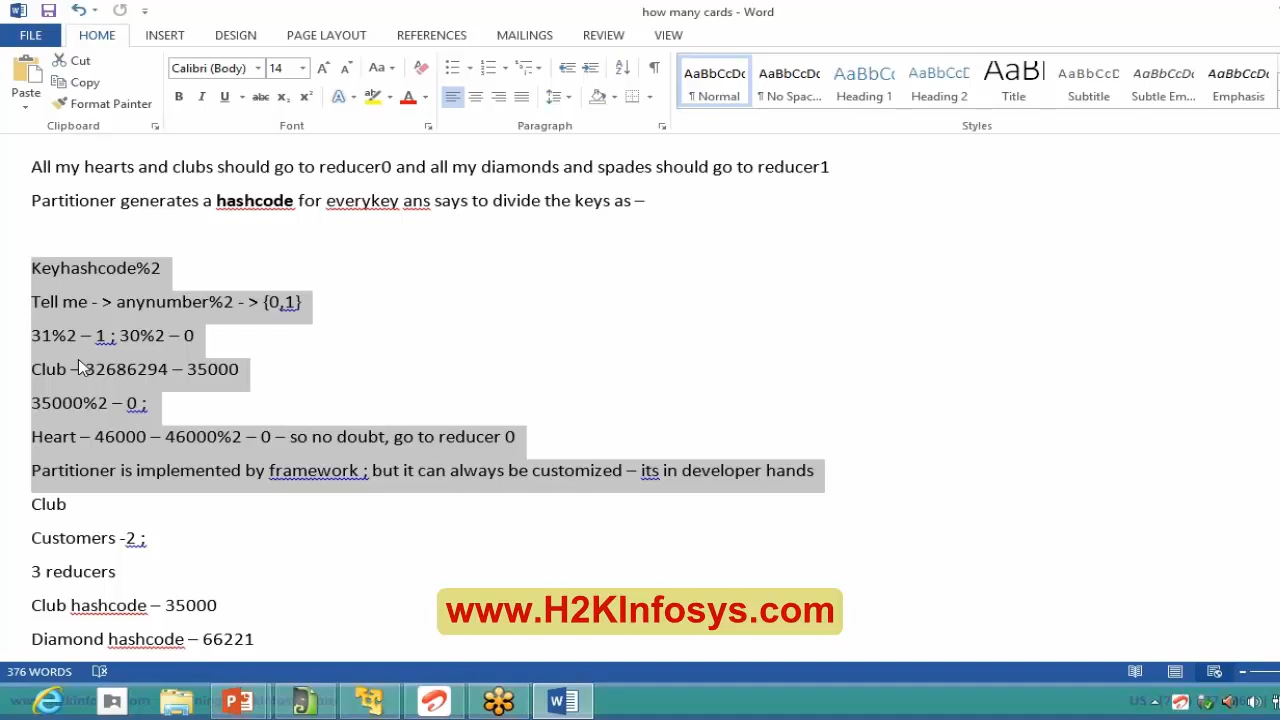 how many cards - Word
FILE HOME INSERT DESIGN PAGE LAYOUT REFERENCES MAILINGS REVIEW VIEW
Paste
Cut
Copy
Format Painter
Calibri (Body) 14
AaBbCcDc AaBbCcDc AaBbCc AaBbCcC AaBl AaBbCcD AaBbCcDc AaBbCcDc
¶ Normal ¶ No Spac... Heading 1 Heading 2 Title Subtitle Subtle Em... Emphasis
Clipboard Font Paragraph Styles
All my hearts and clubs should go to reducer0 and all my diamonds and spades should go to reducer1
Partitioner generates a hashcode for everykey ans says to divide the keys as –
Keyhashcode%2
Tell me - > anynumber%2 - > {0,1}
31%2 – 1 ; 30%2 – 0
Club – 32686294 – 35000
35000%2 – 0 ;
Heart – 46000 – 46000%2 – 0 – so no doubt, go to reducer 0
Partitioner is implemented by framework ; but it can always be customized – its in developer hands
Club
Customers -2 ;
3 reducers
Club hashcode – 35000
Diamond hashcode – 66221
www.H2KInfosys.com
376 WORDS